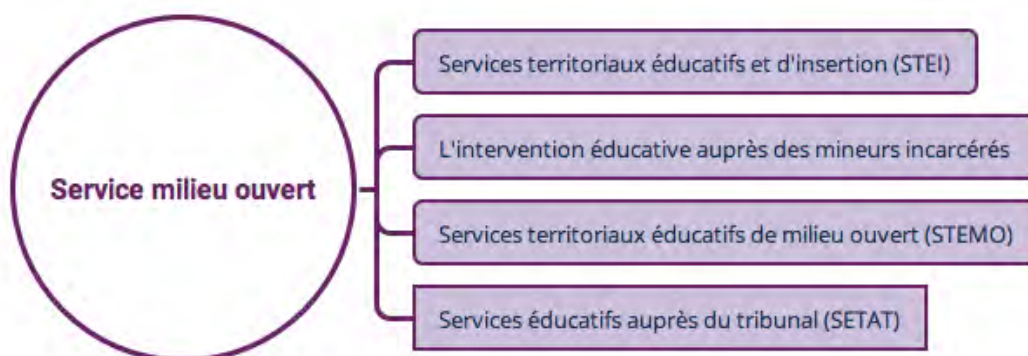 Service milieu ouvert
Services territoriaux éducatifs et d'insertion (STEI)
L'intervention éducative auprès des mineurs incarcérés
Services territoriaux éducatifs de milieu ouvert (STEMO)
Services éducatifs auprès du tribunal (SETAT)